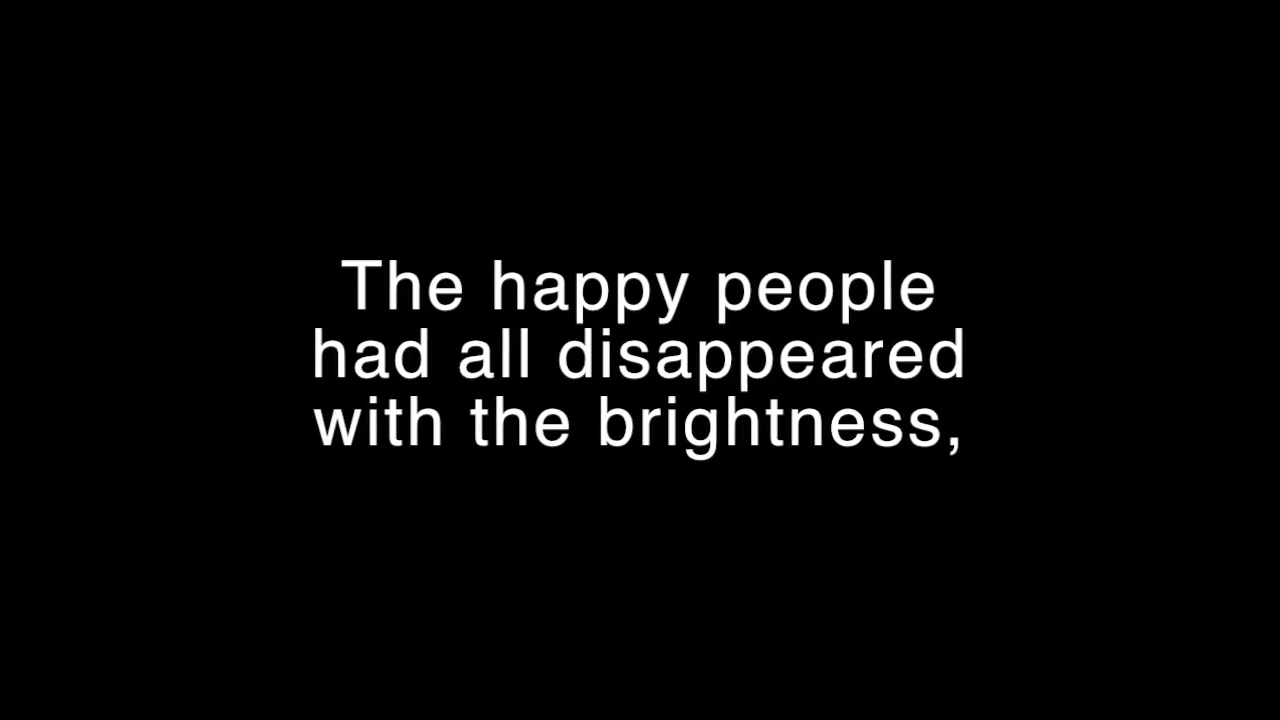 The happy people
had all disappeared
with the brightness,